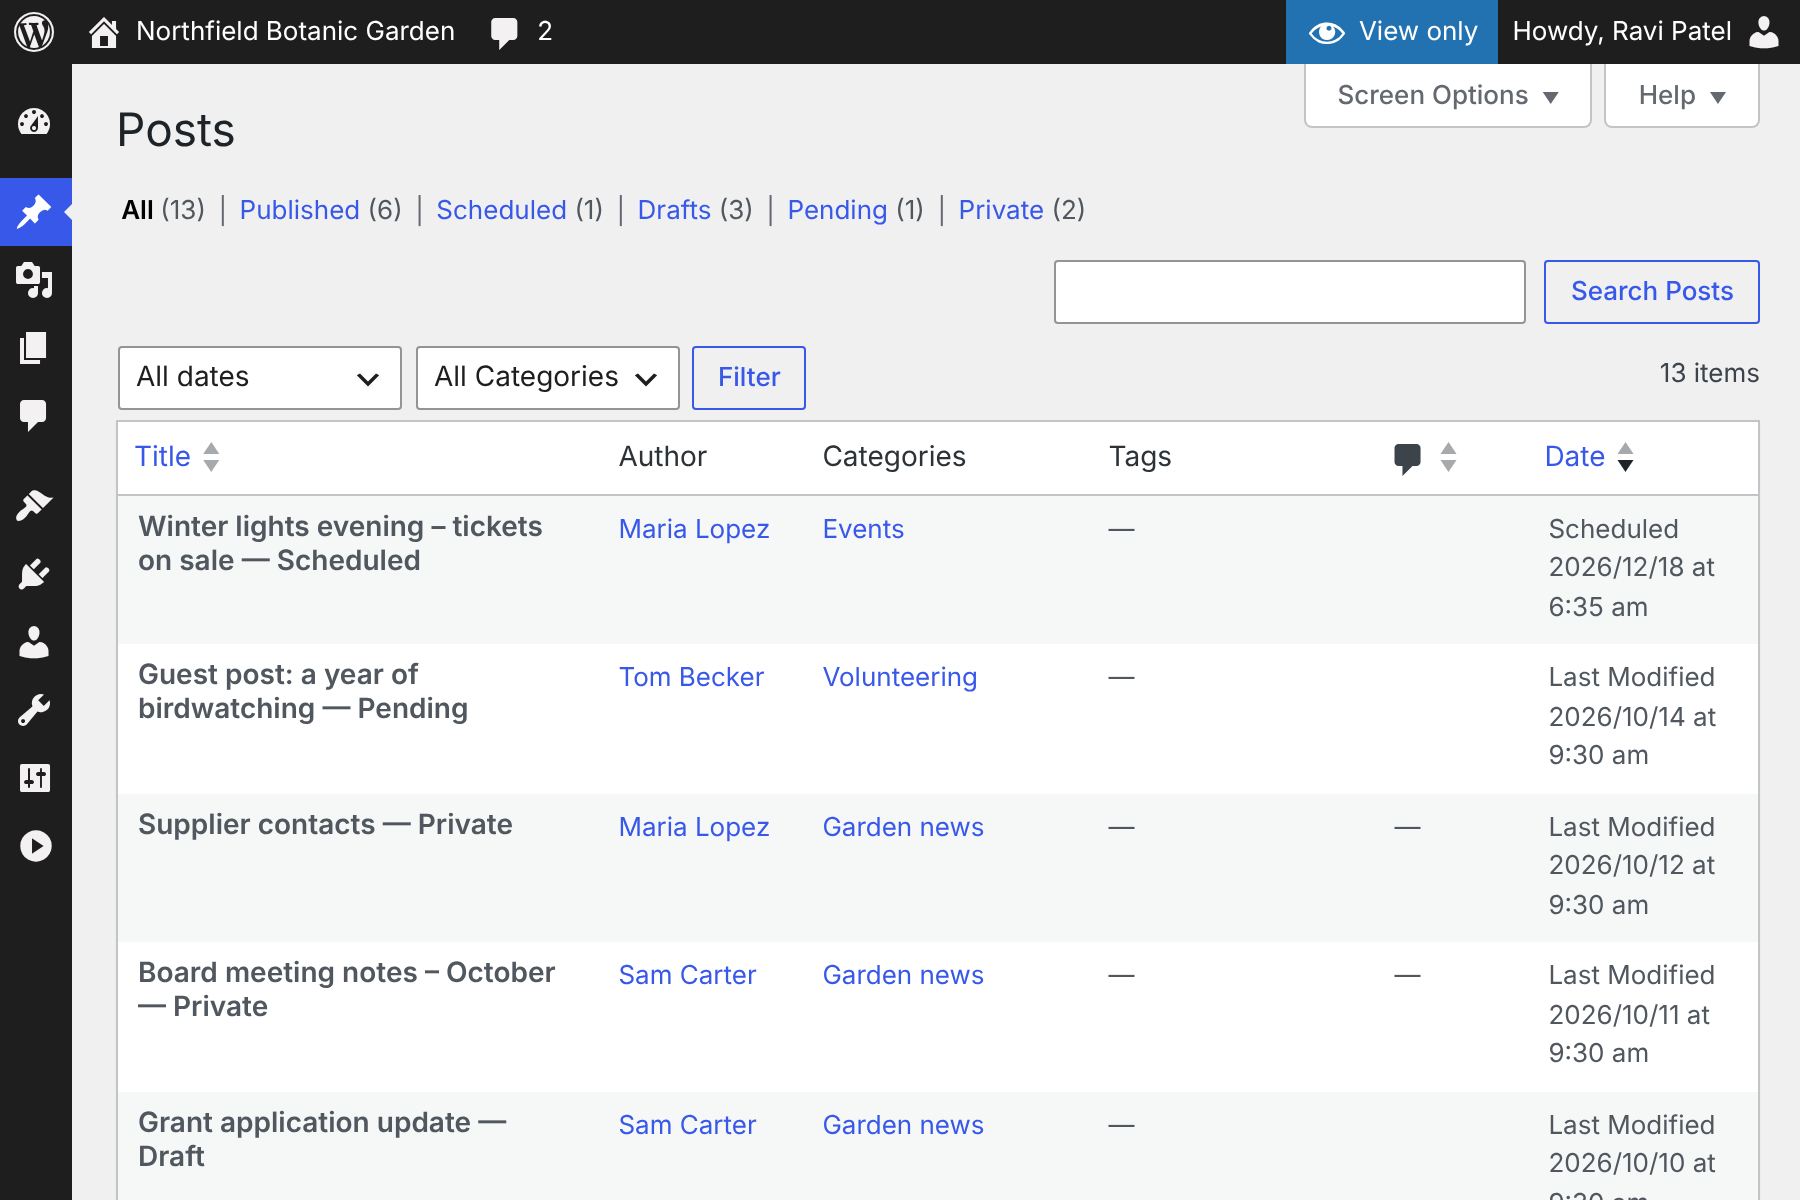 Northfield Botanic Garden 2 View only Howdy, Ravi Patel
Screen Options Help
Posts
All (13) | Published (6) | Scheduled (1) | Drafts (3) | Pending (1) | Private (2)
Search Posts
All dates All Categories Filter 13 items
Title Author Categories Tags Date
Winter lights evening – tickets on sale — Scheduled
Maria Lopez
Events
—
Scheduled
2026/12/18 at
6:35 am
Guest post: a year of
birdwatching — Pending
Tom Becker
Volunteering
—
Last Modified
2026/10/14 at
9:30 am
Supplier contacts — Private
Maria Lopez
Garden news
—
—
Last Modified
2026/10/12 at
9:30 am
Board meeting notes – October
— Private
Sam Carter
Garden news
—
—
Last Modified
2026/10/11 at
9:30 am
Grant application update —
Draft
Sam Carter
Garden news
—
Last Modified
2026/10/10 at